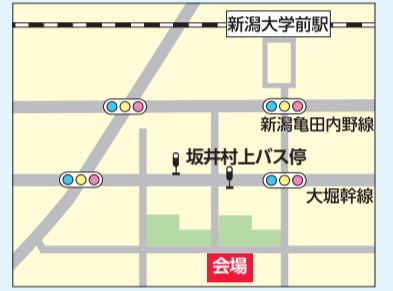 新潟大学前駅
新潟亀田内野線
坂井村上バス停
大堀幹線
会場